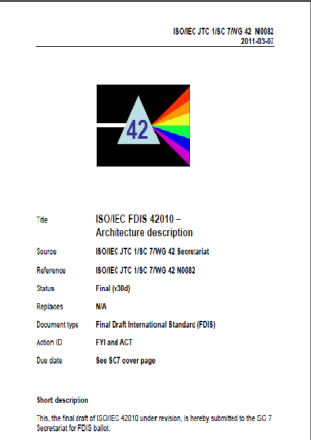 ISO/IEC JTC 1/SC 7/WG 42 N0082
2011-03-07
42
Title ISO/IEC FDIS 42010 –
Architecture description
Source ISO/IEC JTC 1/SC 7/WG 42 Secretariat
Reference ISO/IEC JTC 1/SC 7/WG 42 N0082
Status Final (v30d)
Replaces N/A
Document type Final Draft International Standard (FDIS)
Action ID FYI and ACT
Due date See SC7 cover page
Short description
This, the final draft of ISO/IEC 42010 under revision, is hereby submitted to the SC 7
Secretariat for FDIS ballot.